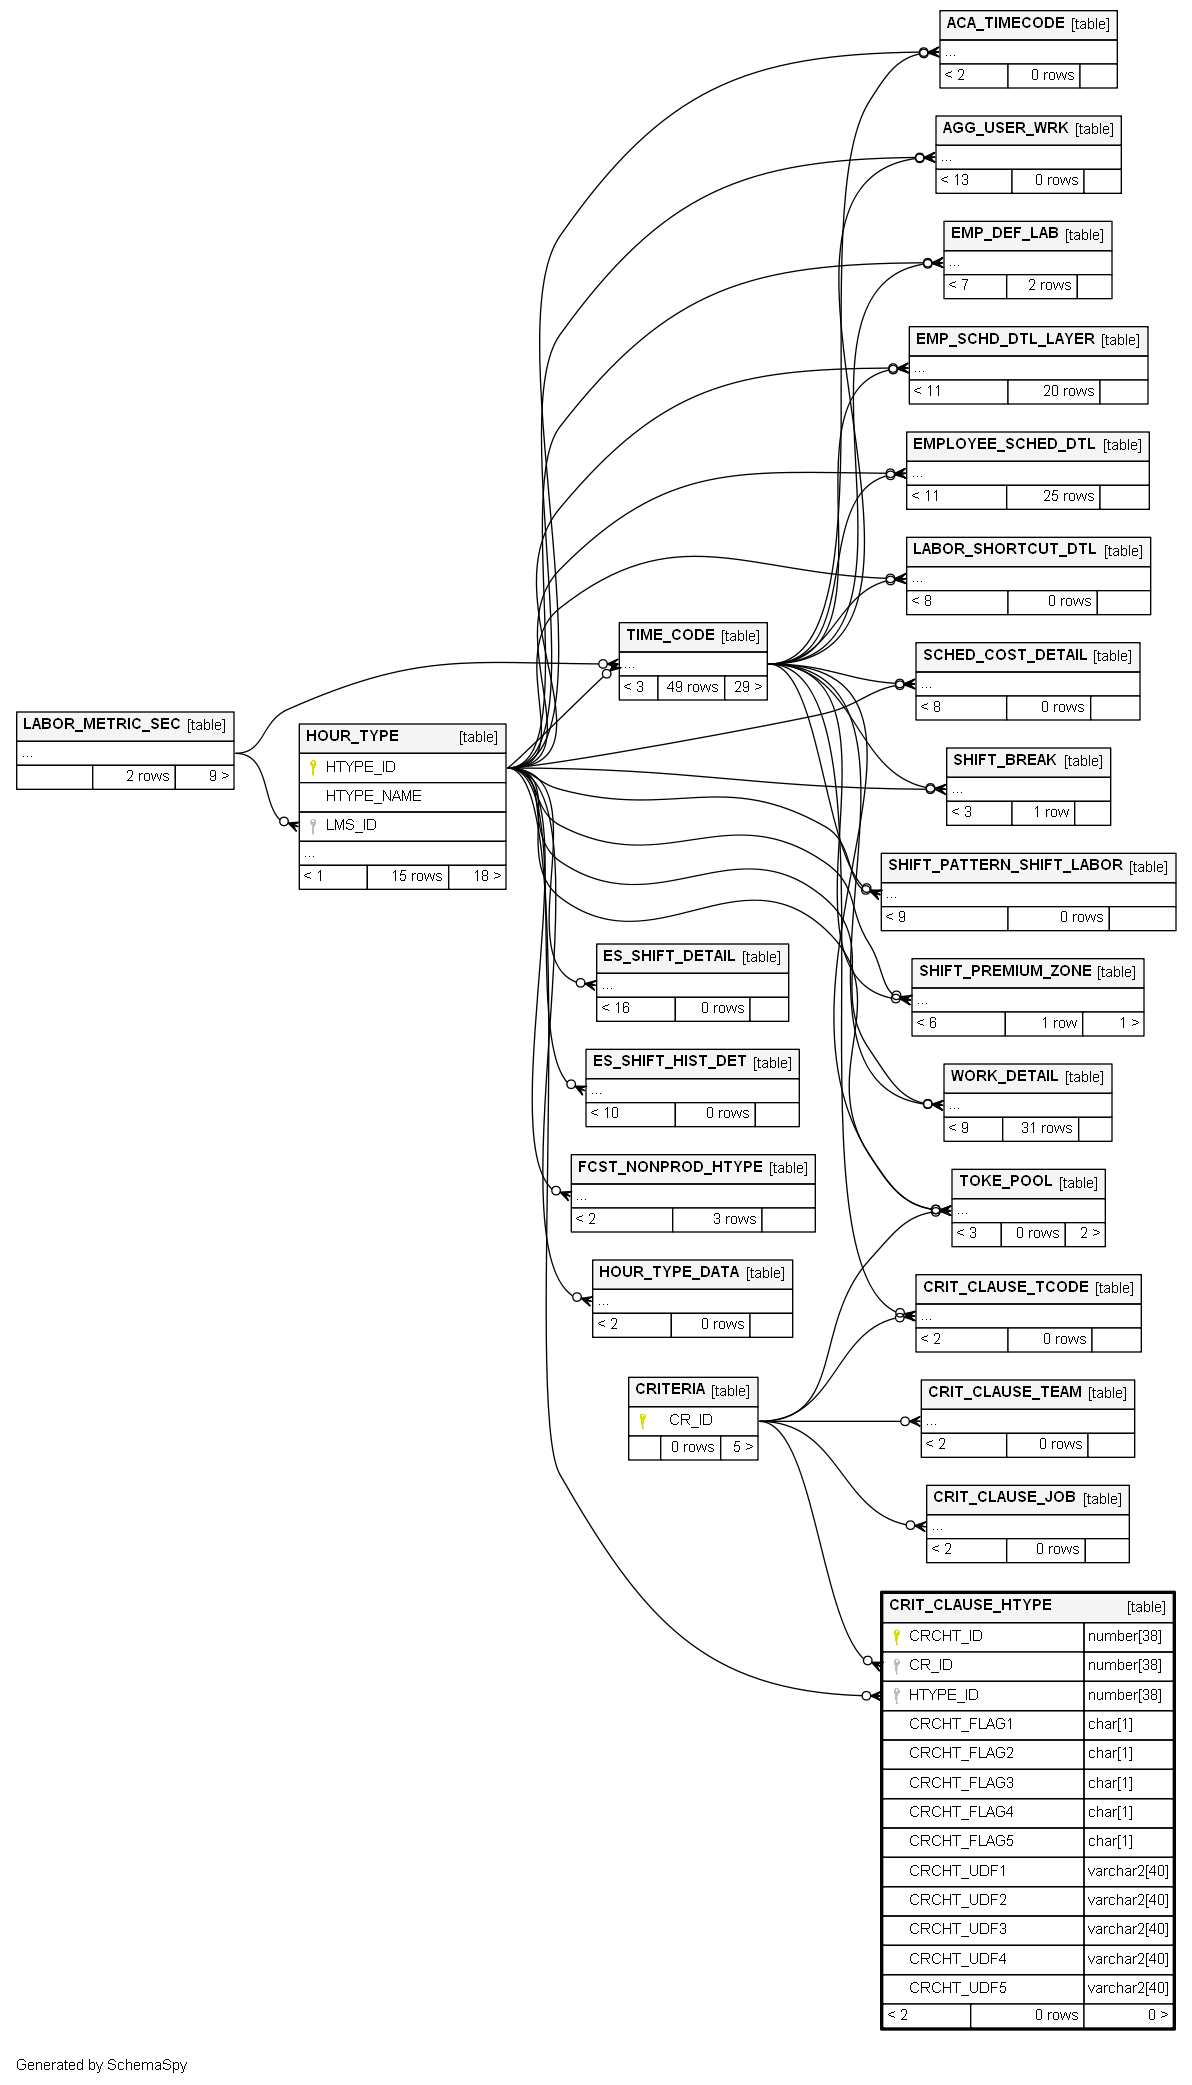 ACA_TIMECODE [table]
...
< 2 0 rows
AGG_USER_WRK [table]
...
< 13 0 rows
EMP_DEF_LAB [table]
...
< 7 2 rows
EMP_SCHD_DTL_LAYER [table]
...
< 11 20 rows
EMPLOYEE_SCHED_DTL [table]
...
< 11 25 rows
LABOR_SHORTCUT_DTL [table]
...
< 8 0 rows
TIME_CODE [table]
...
< 3 49 rows 29 >
SCHED_COST_DETAIL [table]
...
< 8 0 rows
LABOR_METRIC_SEC [table]
...
2 rows 9 >
HOUR_TYPE [table]
HTYPE_ID
HTYPE_NAME
LMS_ID
...
< 1 15 rows 18 >
SHIFT_BREAK [table]
...
< 3 1 row
SHIFT_PATTERN_SHIFT_LABOR [table]
...
< 9 0 rows
ES_SHIFT_DETAIL [table]
...
< 16 0 rows
SHIFT_PREMIUM_ZONE [table]
...
< 6 1 row 1 >
ES_SHIFT_HIST_DET [table]
...
< 10 0 rows
WORK_DETAIL [table]
...
< 9 31 rows
FCST_NONPROD_HTYPE [table]
...
< 2 3 rows
TOKE_POOL [table]
...
< 3 0 rows 2 >
HOUR_TYPE_DATA [table]
...
< 2 0 rows
CRIT_CLAUSE_TCODE [table]
...
< 2 0 rows
CRITERIA [table]
CR_ID
0 rows 5 >
CRIT_CLAUSE_TEAM [table]
...
< 2 0 rows
CRIT_CLAUSE_JOB [table]
...
< 2 0 rows
CRIT_CLAUSE_HTYPE [table]
CRCHT_ID number[38]
CR_ID number[38]
HTYPE_ID number[38]
CRCHT_FLAG1 char[1]
CRCHT_FLAG2 char[1]
CRCHT_FLAG3 char[1]
CRCHT_FLAG4 char[1]
CRCHT_FLAG5 char[1]
CRCHT_UDF1 varchar2[40]
CRCHT_UDF2 varchar2[40]
CRCHT_UDF3 varchar2[40]
CRCHT_UDF4 varchar2[40]
CRCHT_UDF5 varchar2[40]
< 2 0 rows 0 >
Generated by SchemaSpy